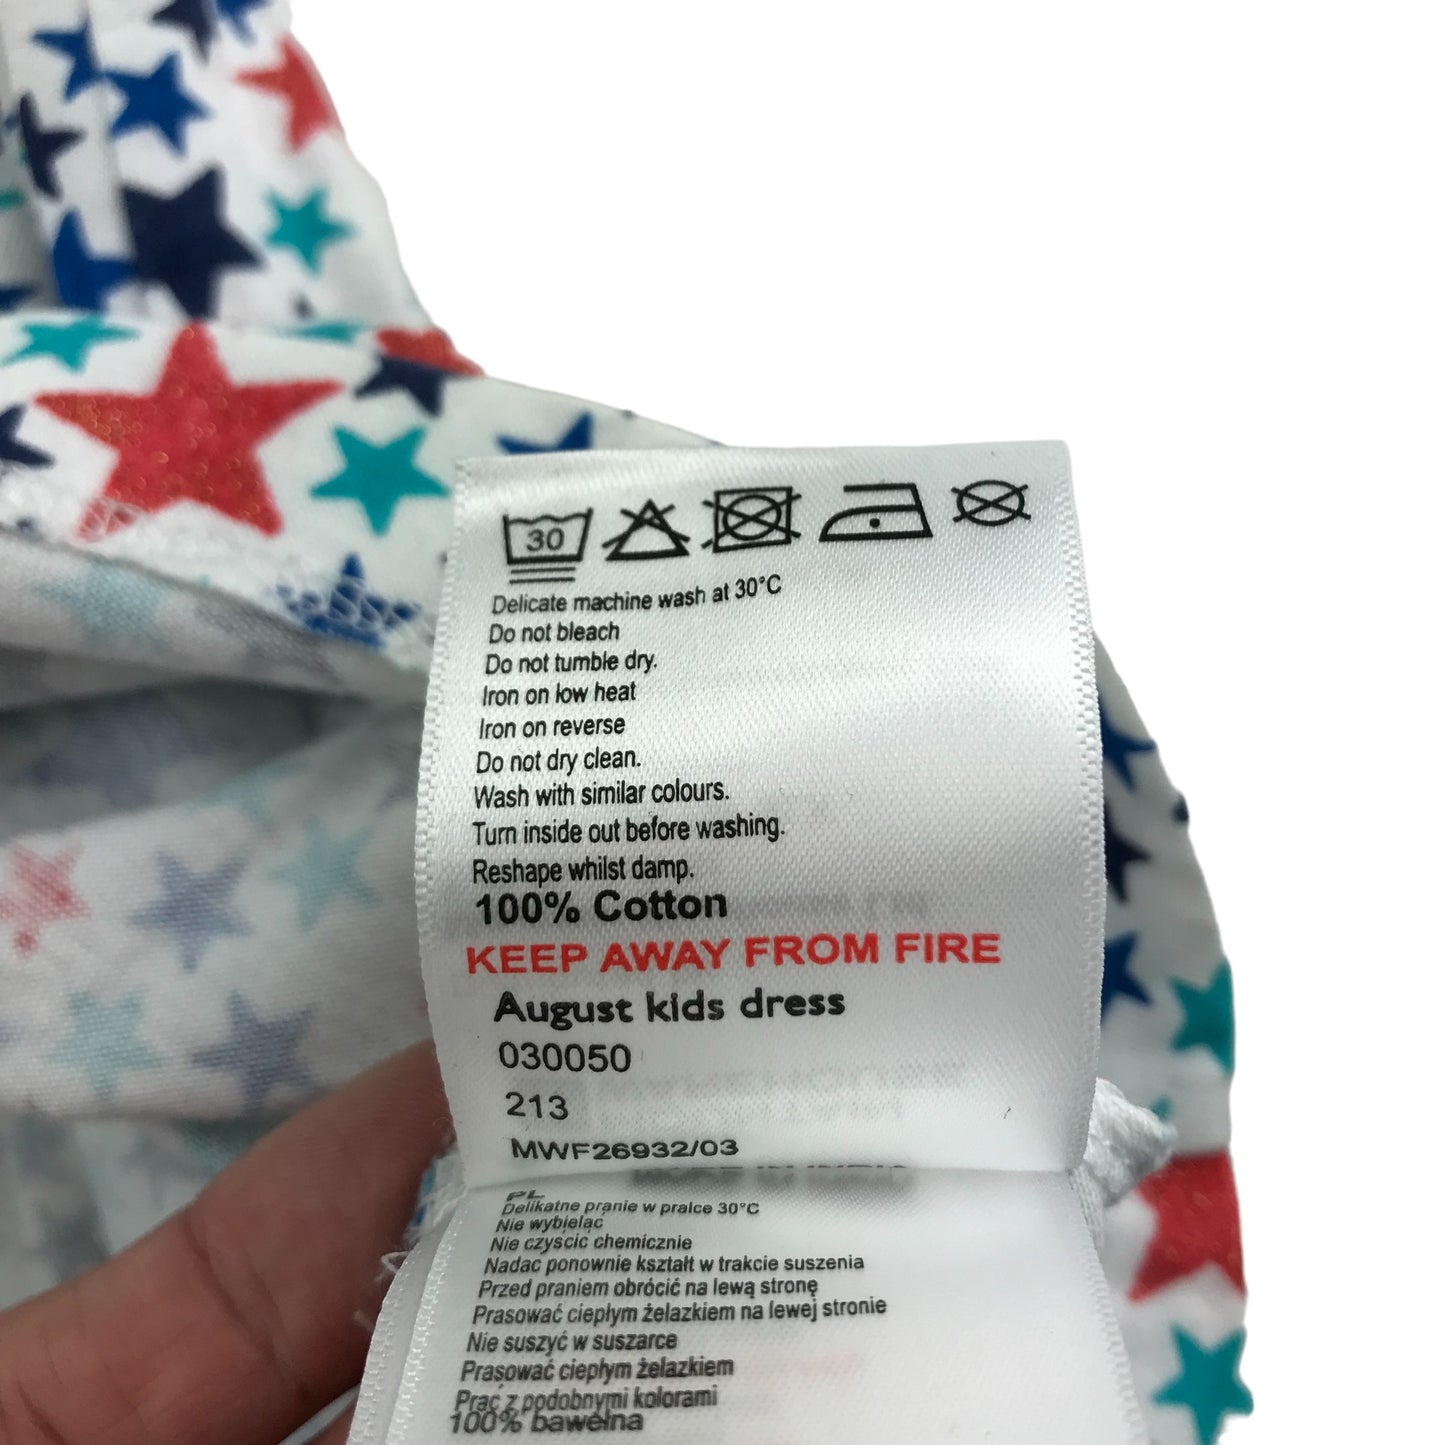 30
Delicate machine wash at 30°C
Do not bleach
Do not tumble dry.
Iron on low heat
Iron on reverse
Do not dry clean.
Wash with similar colours.
Turn inside out before washing.
Reshape whilst damp.
100% Cotton
KEEP AWAY FROM FIRE
August kids dress
030050
213
MWF26932/03
PL
Delikatne pranie w pralce 30°C
Nie wybielac
Nie czyscic chemicznie
Nadac ponownie kształt w trakcie suszenia
Przed praniem obrócić na lewą stronę
Prasować ciepłym żelazkiem na lewej stronie
Nie suszyć w suszarce
Prasować ciepłym żelazkiem
Prać z podobnymi kolorami
100% bawełna